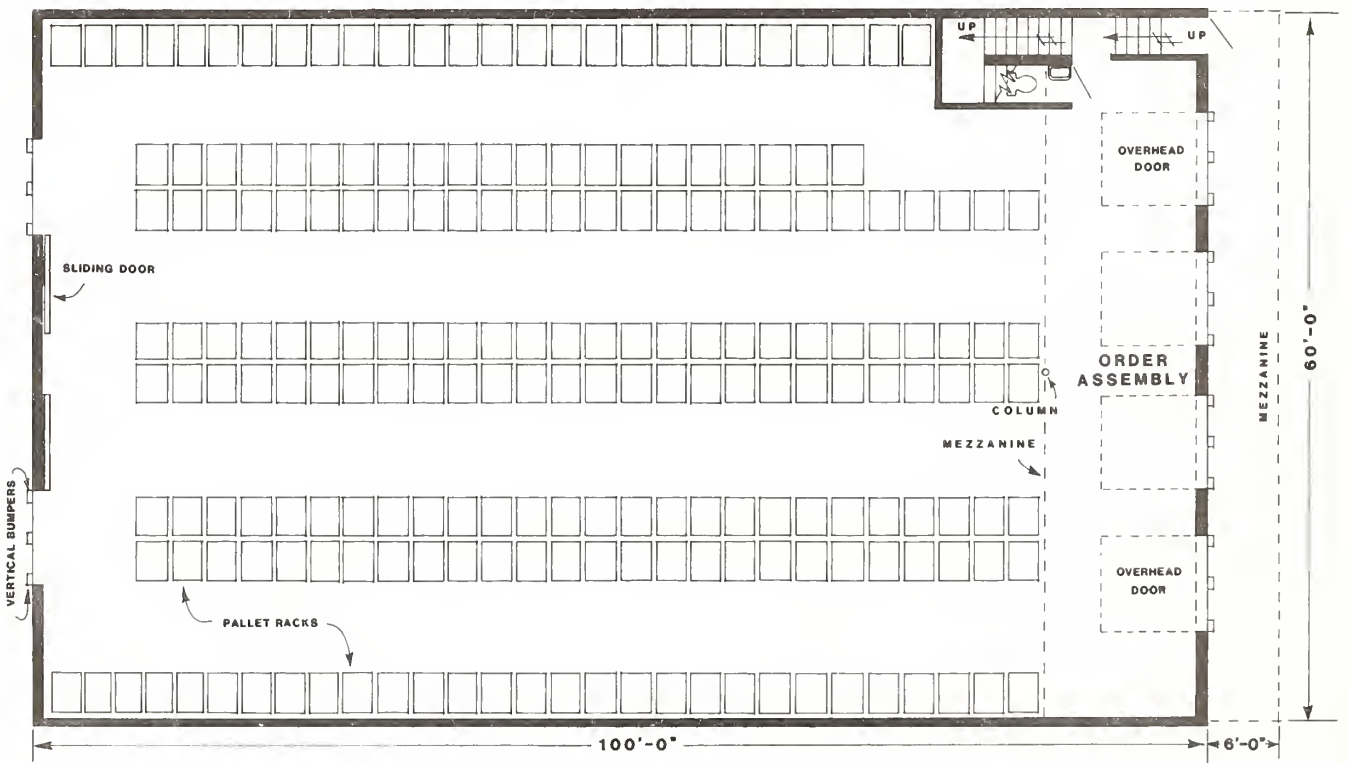 UP
UP
OVERHEAD
DOOR
SLIDING DOOR
ORDER
ASSEMBLY
COLUMN
MEZZANINE
MEZZANINE
60'-0"
VERTICAL BUMPERS
OVERHEAD
DOOR
PALLET RACKS
100'-0"
6'-0"